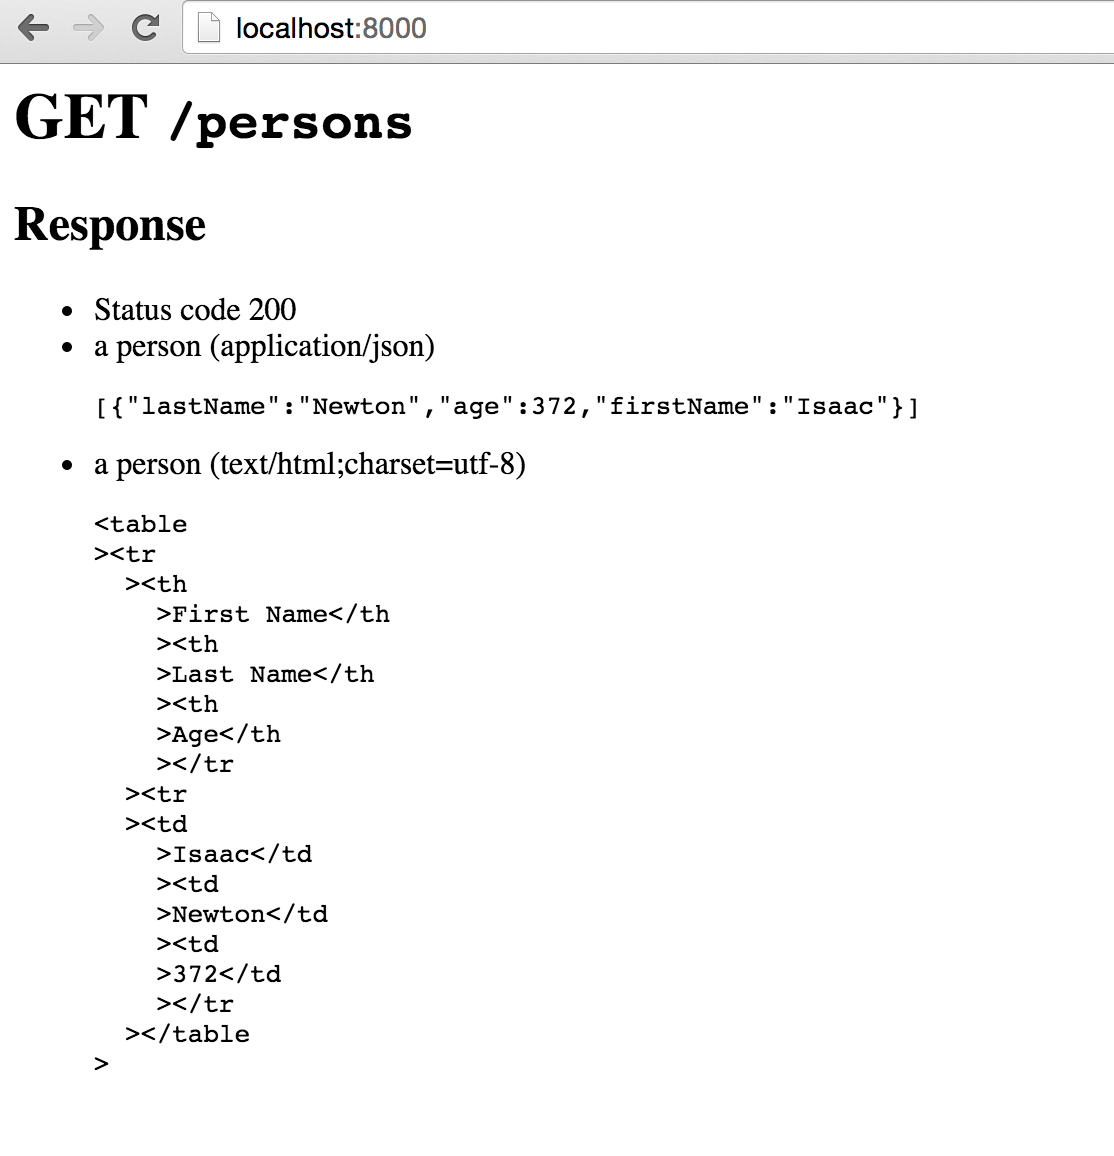 localhost:8000
GET /persons
Response
• Status code 200
• a person (application/json)
[{"lastName":"Newton","age":372,"firstName":"Isaac"}]
• a person (text/html;charset=utf-8)
<table
><tr
  ><th
    >First Name</th
    ><th
    >Last Name</th
    ><th
    >Age</th
    ></tr
  ><tr
  ><td
    >Isaac</td
    ><td
    >Newton</td
    ><td
    >372</td
    ></tr
  ></table
>